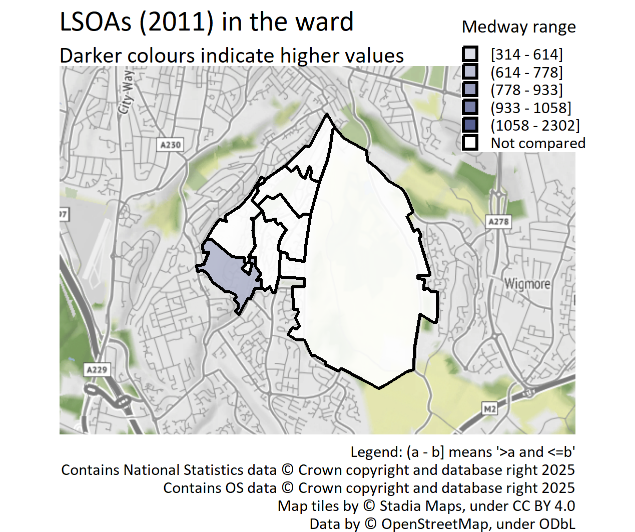 LSOAs (2011) in the ward
Darker colours indicate higher values
Medway range
[314 - 614]
(614 - 778]
(778 - 933]
(933 - 1058]
(1058 - 2302]
Not compared
City Way
A230
A278
Wigmore
A229
M2
Legend: (a - b] means '>a and <=b'
Contains National Statistics data © Crown copyright and database right 2025
Contains OS data © Crown copyright and database right 2025
Map tiles by © Stadia Maps, under CC BY 4.0
Data by © OpenStreetMap, under ODbL